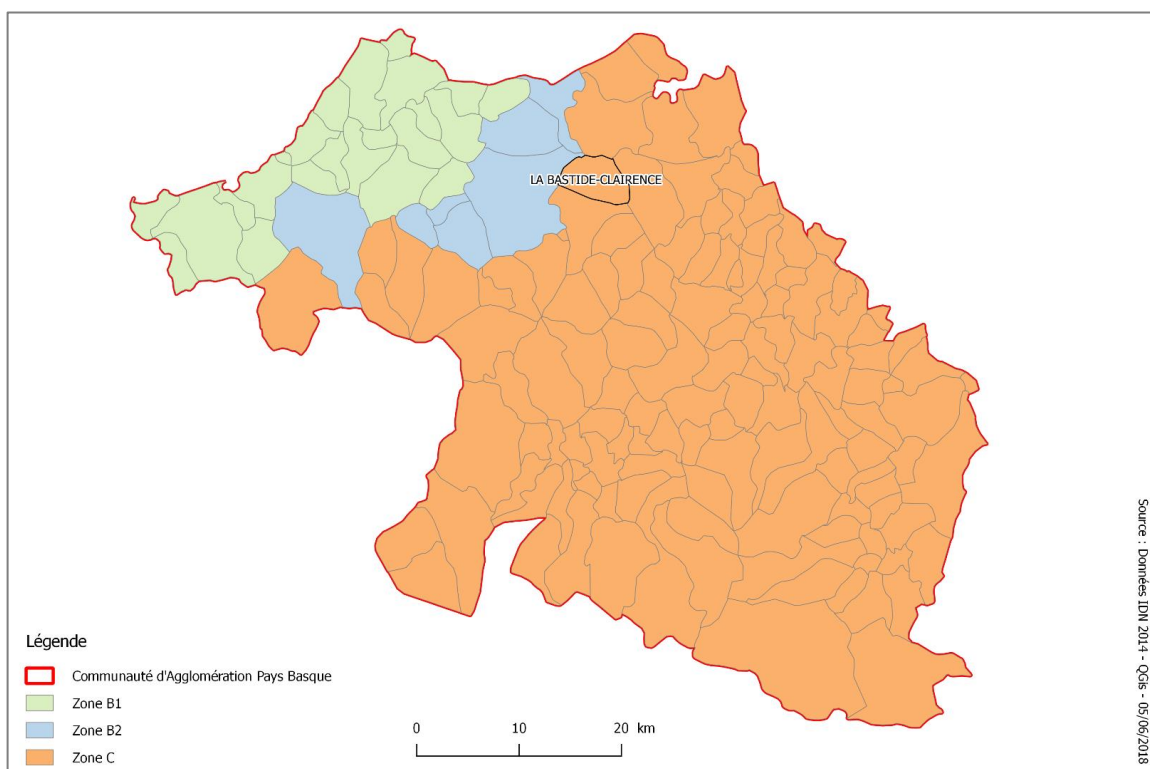 LA BASTIDE-CLAIRENCE
Légende
Communauté d'Agglomération Pays Basque
Zone B1
Zone B2
Zone C
0 10 20 km
Source : Données IDN 2014 - QGis - 05/06/2018